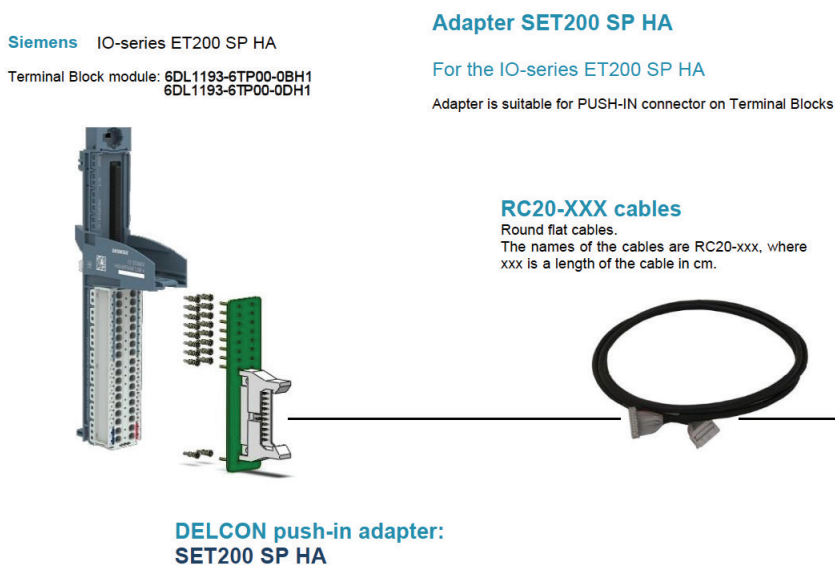 Siemens IO-series ET200 SP HA
Terminal Block module: 6DL1193-6TP00-0BH1
6DL1193-6TP00-0DH1
Adapter SET200 SP HA
For the IO-series ET200 SP HA
Adapter is suitable for PUSH-IN connector on Terminal Blocks
RC20-XXX cables
Round flat cables.
The names of the cables are RC20-xxx, where
xxx is a length of the cable in cm.
DELCON push-in adapter:
SET200 SP HA